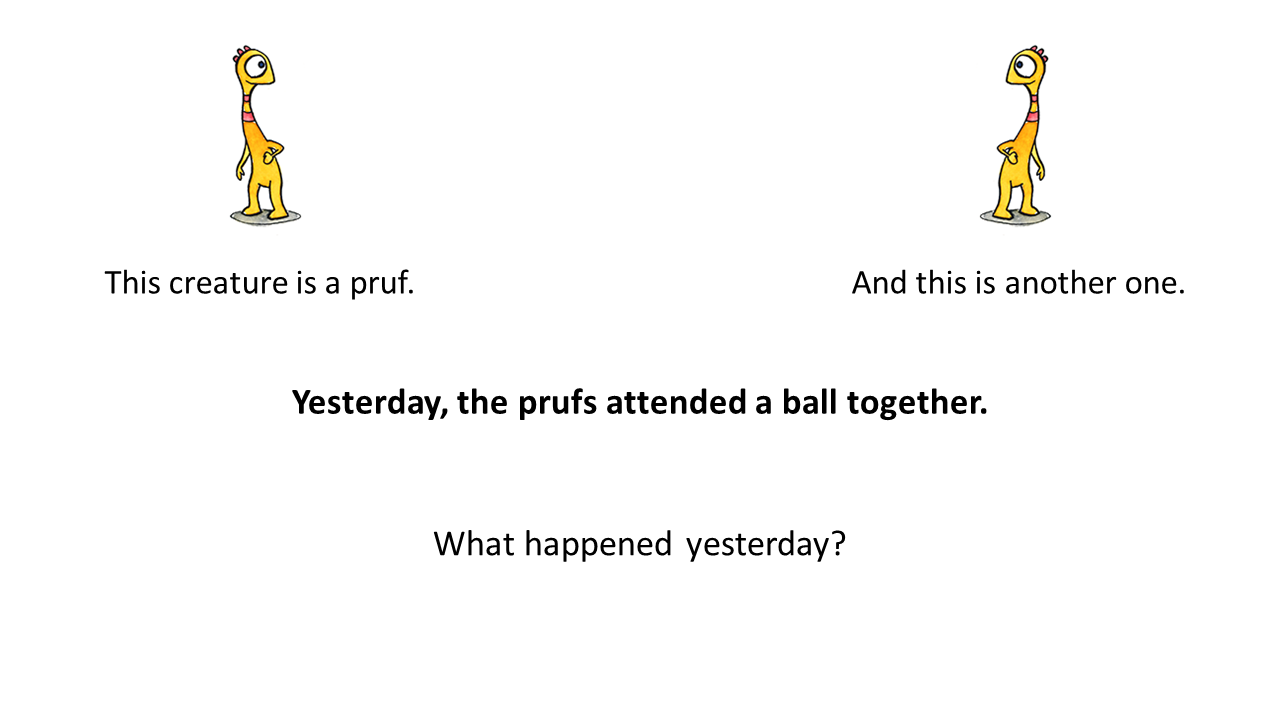 This creature is a pruf.
And this is another one.
Yesterday, the prufs attended a ball together.
What happened yesterday?